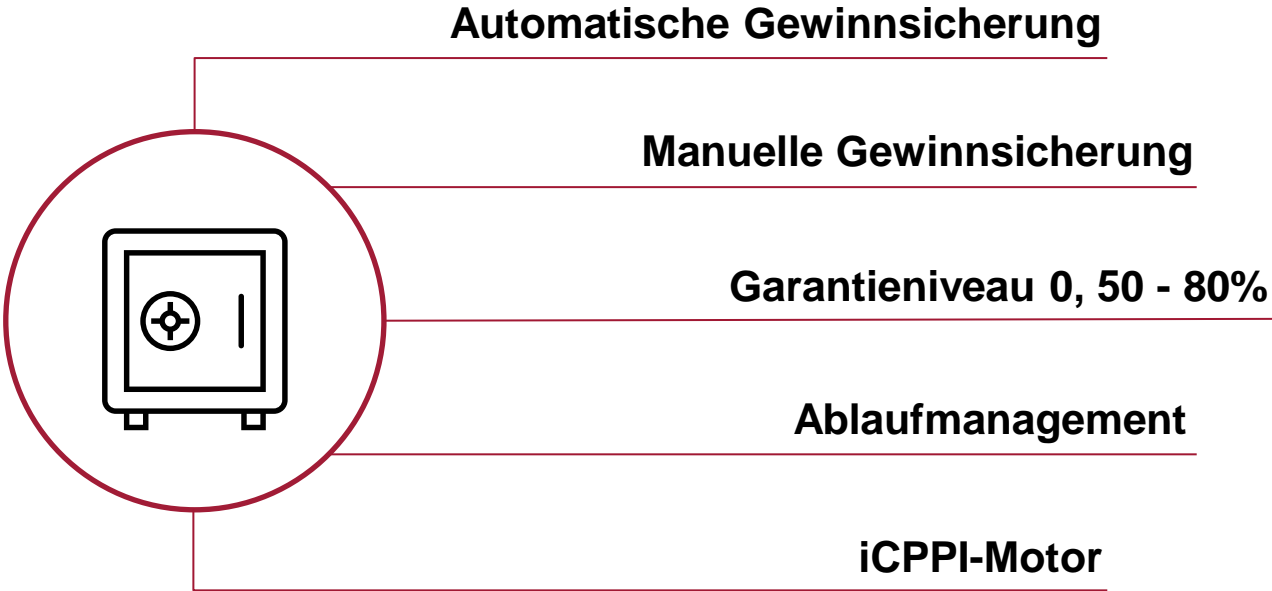 Automatische Gewinnsicherung
Manuelle Gewinnsicherung
Garantieniveau 0, 50 - 80%
Ablaufmanagement
iCPPI-Motor